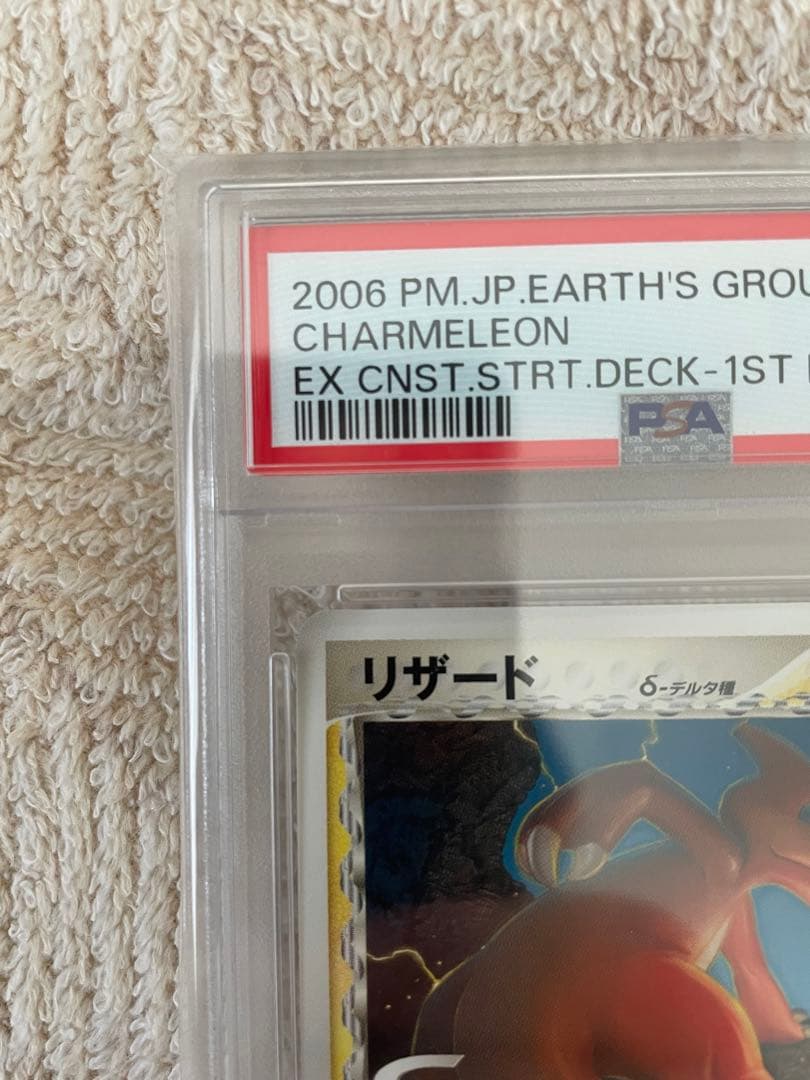 2006 PM.JP.EARTH'S GROU
CHARMELEON
EX CNST.STRT.DECK-1ST
PSA
リザード
δ-デルタ種